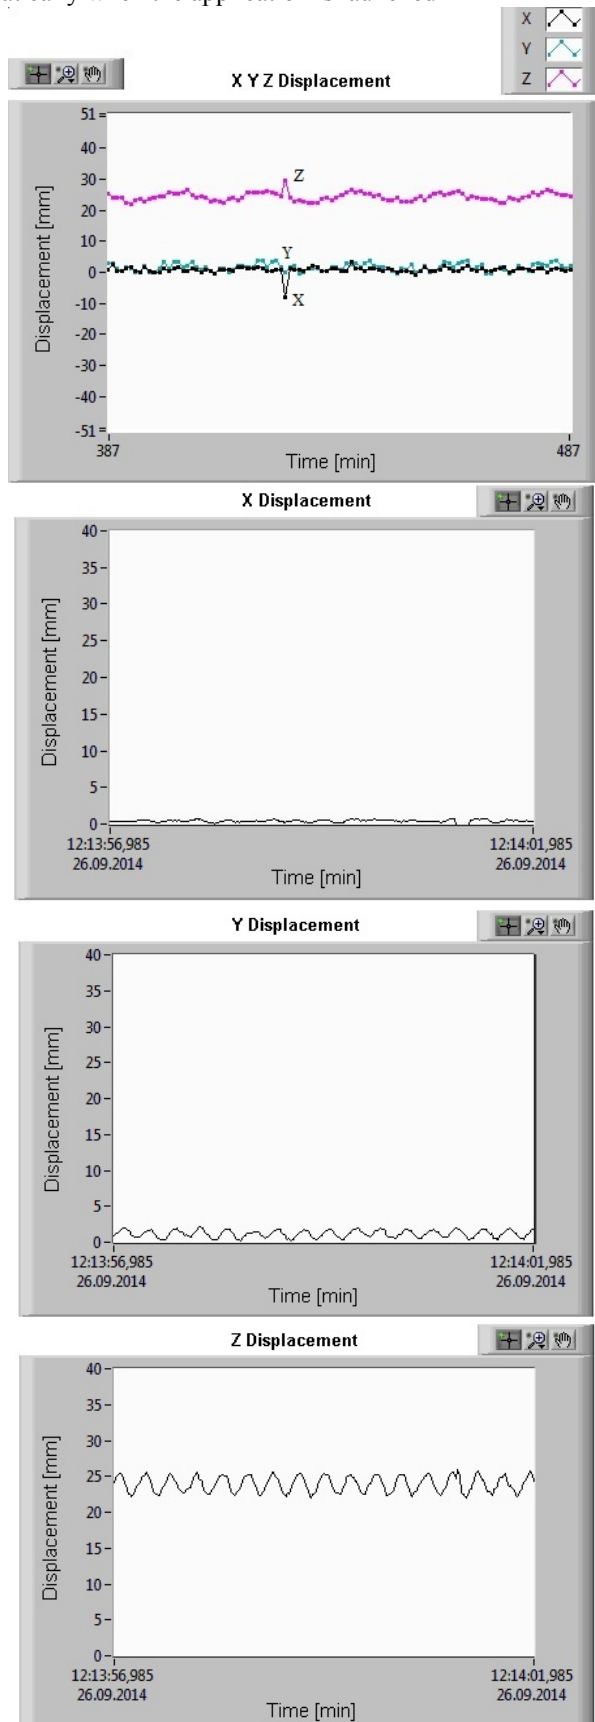 X
Y
Z
X Y Z Displacement
51
40
30
20
10
0
-10
-20
-30
-40
-51
Displacement [mm]
Z
Y
X
387
487
Time [min]
X Displacement
40
35
30
25
20
15
10
5
0
Displacement [mm]
12:13:56,985
26.09.2014
12:14:01,985
26.09.2014
Time [min]
Y Displacement
40
35
30
25
20
15
10
5
0
Displacement [mm]
12:13:56,985
26.09.2014
12:14:01,985
26.09.2014
Time [min]
Z Displacement
40
35
30
25
20
15
10
5
0
Displacement [mm]
12:13:56,985
26.09.2014
12:14:01,985
26.09.2014
Time [min]